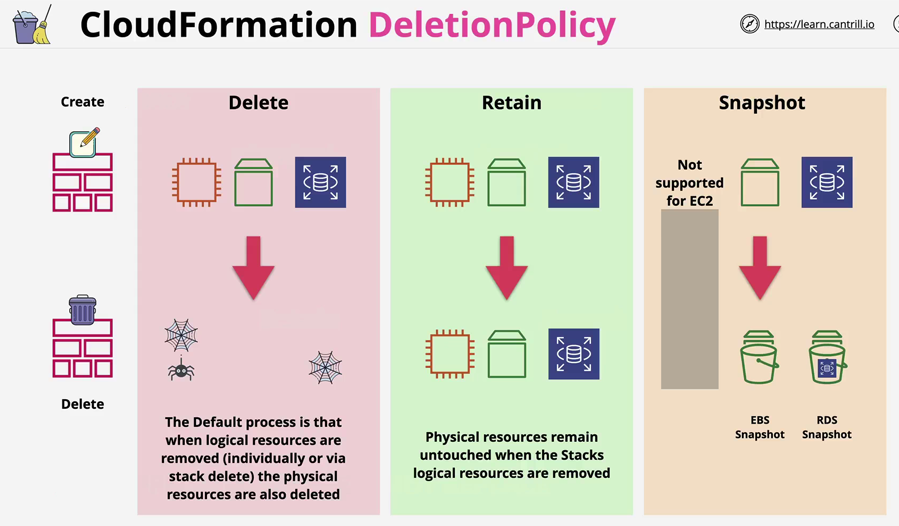 CloudFormation DeletionPolicy
https://learn.cantrill.io
Create
Delete
Retain
Snapshot
Not
supported
for EC2
Delete
The Default process is that
when logical resources are
removed (individually or via
stack delete) the physical
resources are also deleted
Physical resources remain
untouched when the Stacks
logical resources are removed
EBS
Snapshot
RDS
Snapshot